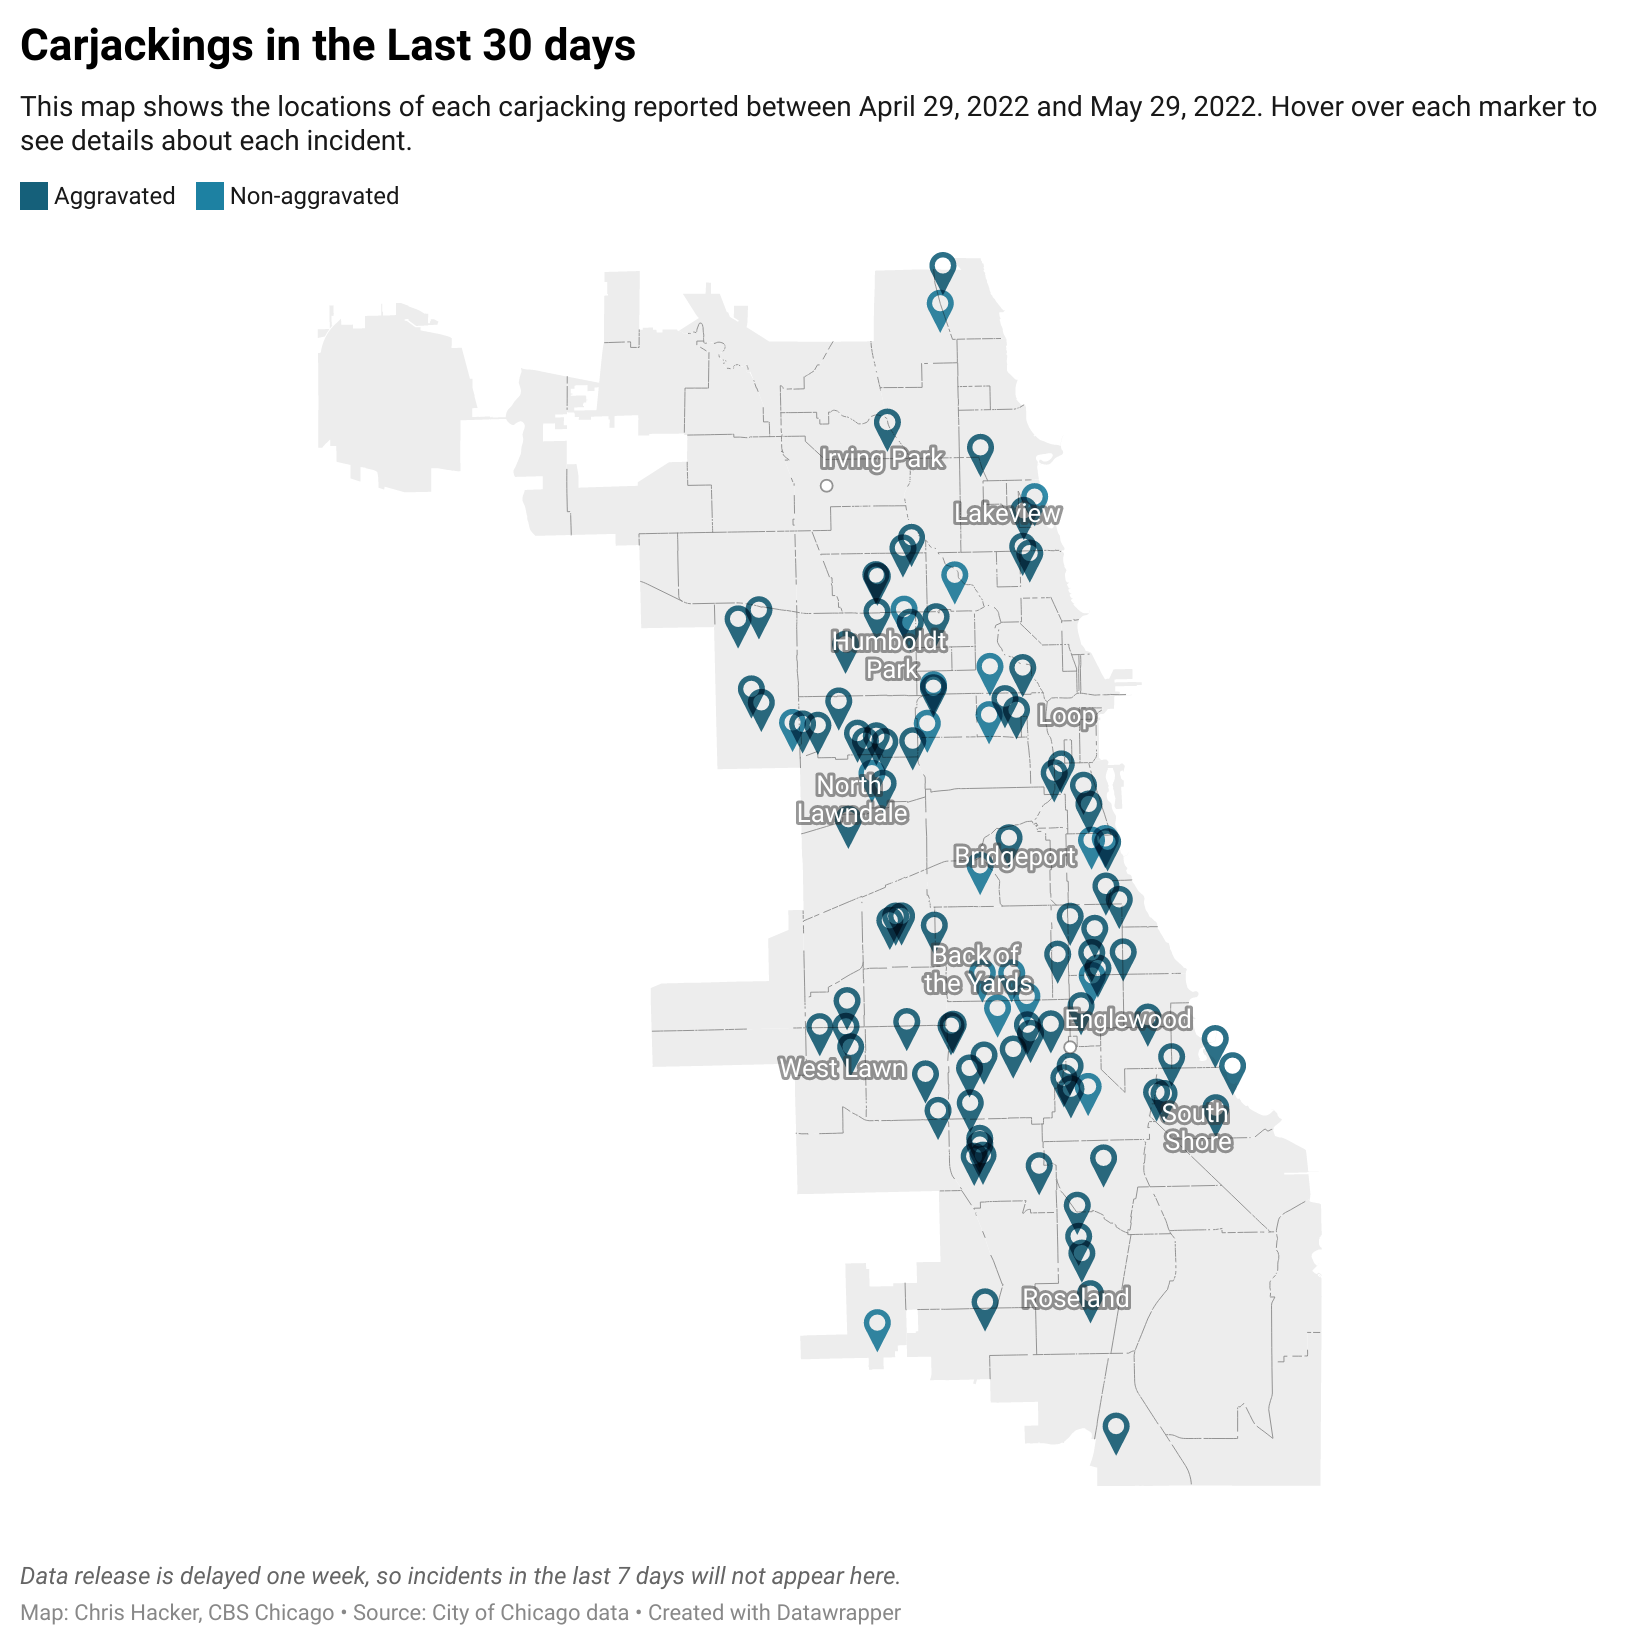 Carjackings in the Last 30 days
This map shows the locations of each carjacking reported between April 29, 2022 and May 29, 2022. Hover over each marker to
see details about each incident.
Aggravated Non-aggravated
Irving Park
Lakeview
Humboldt
Park
Loop
North
Lawndale
Bridgeport
Back of
the Yards
Englewood
West Lawn
South
Shore
Roseland
Data release is delayed one week, so incidents in the last 7 days will not appear here.
Map: Chris Hacker, CBS Chicago • Source: City of Chicago data • Created with Datawrapper